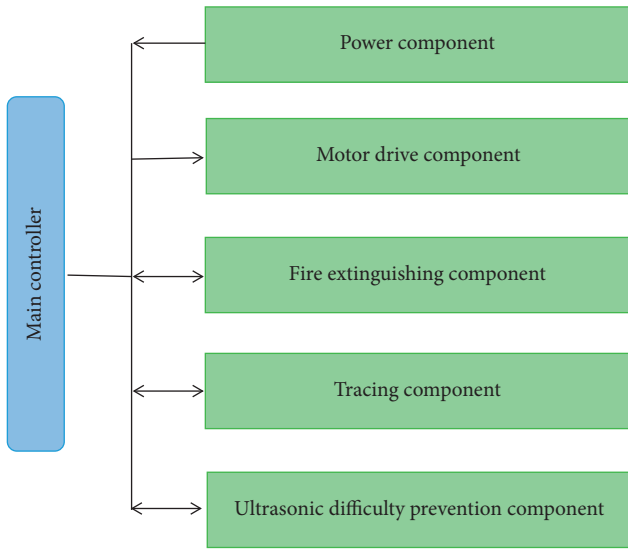 Main controller
Power component
Motor drive component
Fire extinguishing component
Tracing component
Ultrasonic difficulty prevention component